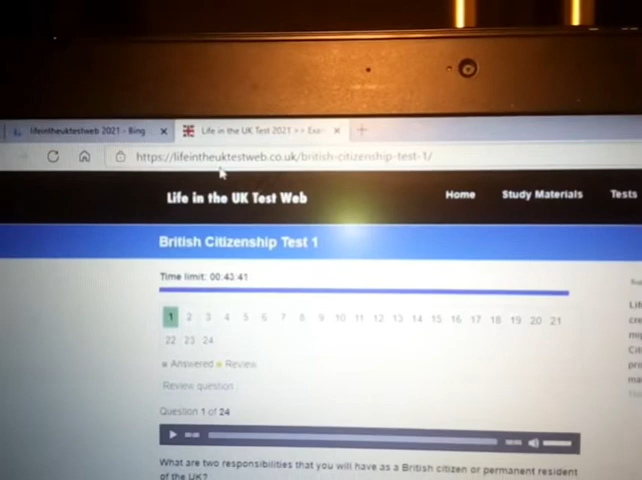 lifeintheuktestweb 2021 - Bing
Life in the UK Test 2021 >> Exa
https://lifeintheuktestweb.co.uk/british-citizenship-test-1/
Life in the UK Test Web Home Study Materials Tests
British Citizenship Test 1
Time limit: 00:43:41
1 2 3 4 5 6 7 8 9 10 11 12 13 14 15 16 17 18 19 20 21
22 23 24
Answered Review
Review question
Question 1 of 24
What are two responsibilities that you will have as a British citizen or permanent resident
of the UK?